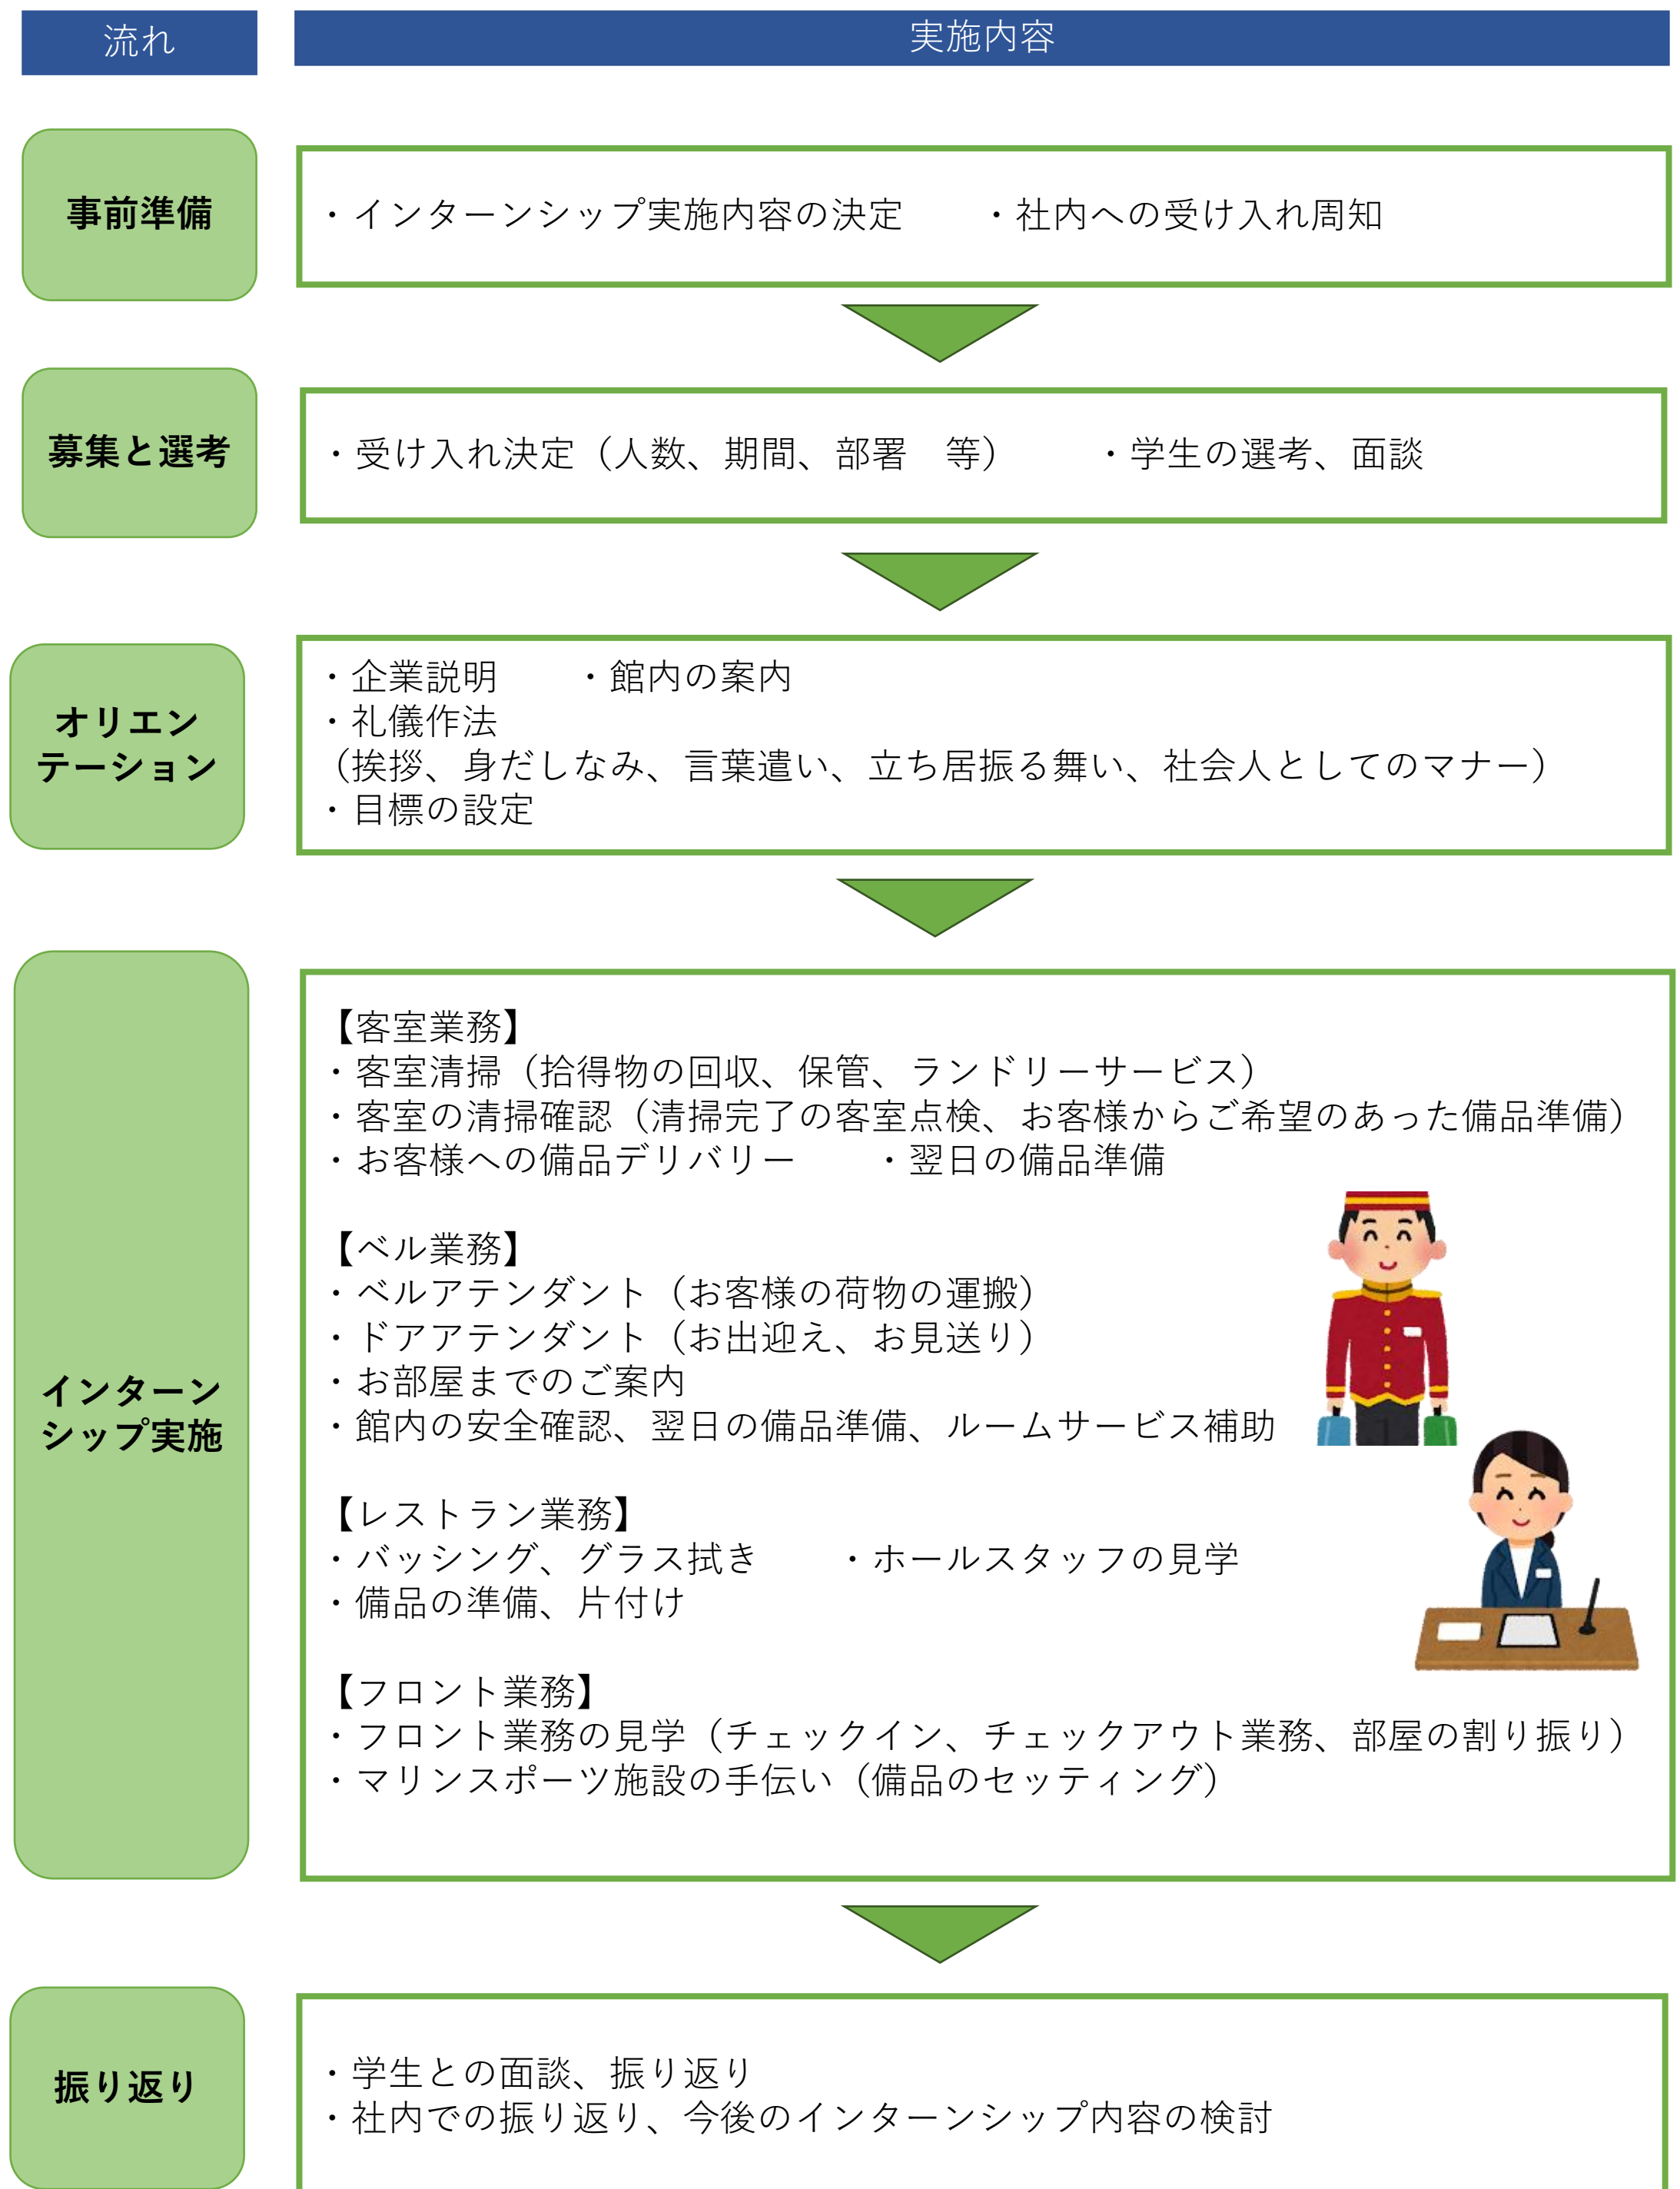 流れ
実施内容
事前準備
・インターンシップ実施内容の決定　　・社内への受け入れ周知
募集と選考
・受け入れ決定（人数、期間、部署　等）　　・学生の選考、面談
オリエン
テーション
・企業説明　　・館内の案内
・礼儀作法
（挨拶、身だしなみ、言葉遣い、立ち居振る舞い、社会人としてのマナー）
・目標の設定
インターン
シップ実施
【客室業務】
・客室清掃（拾得物の回収、保管、ランドリーサービス）
・客室の清掃確認（清掃完了の客室点検、お客様からご希望のあった備品準備）
・お客様への備品デリバリー　　・翌日の備品準備
【ベル業務】
・ベルアテンダント（お客様の荷物の運搬）
・ドアアテンダント（お出迎え、お見送り）
・お部屋までのご案内
・館内の安全確認、翌日の備品準備、ルームサービス補助
【レストラン業務】
・バッシング、グラス拭き　　・ホールスタッフの見学
・備品の準備、片付け
【フロント業務】
・フロント業務の見学（チェックイン、チェックアウト業務、部屋の割り振り）
・マリンスポーツ施設の手伝い（備品のセッティング）
振り返り
・学生との面談、振り返り
・社内での振り返り、今後のインターンシップ内容の検討